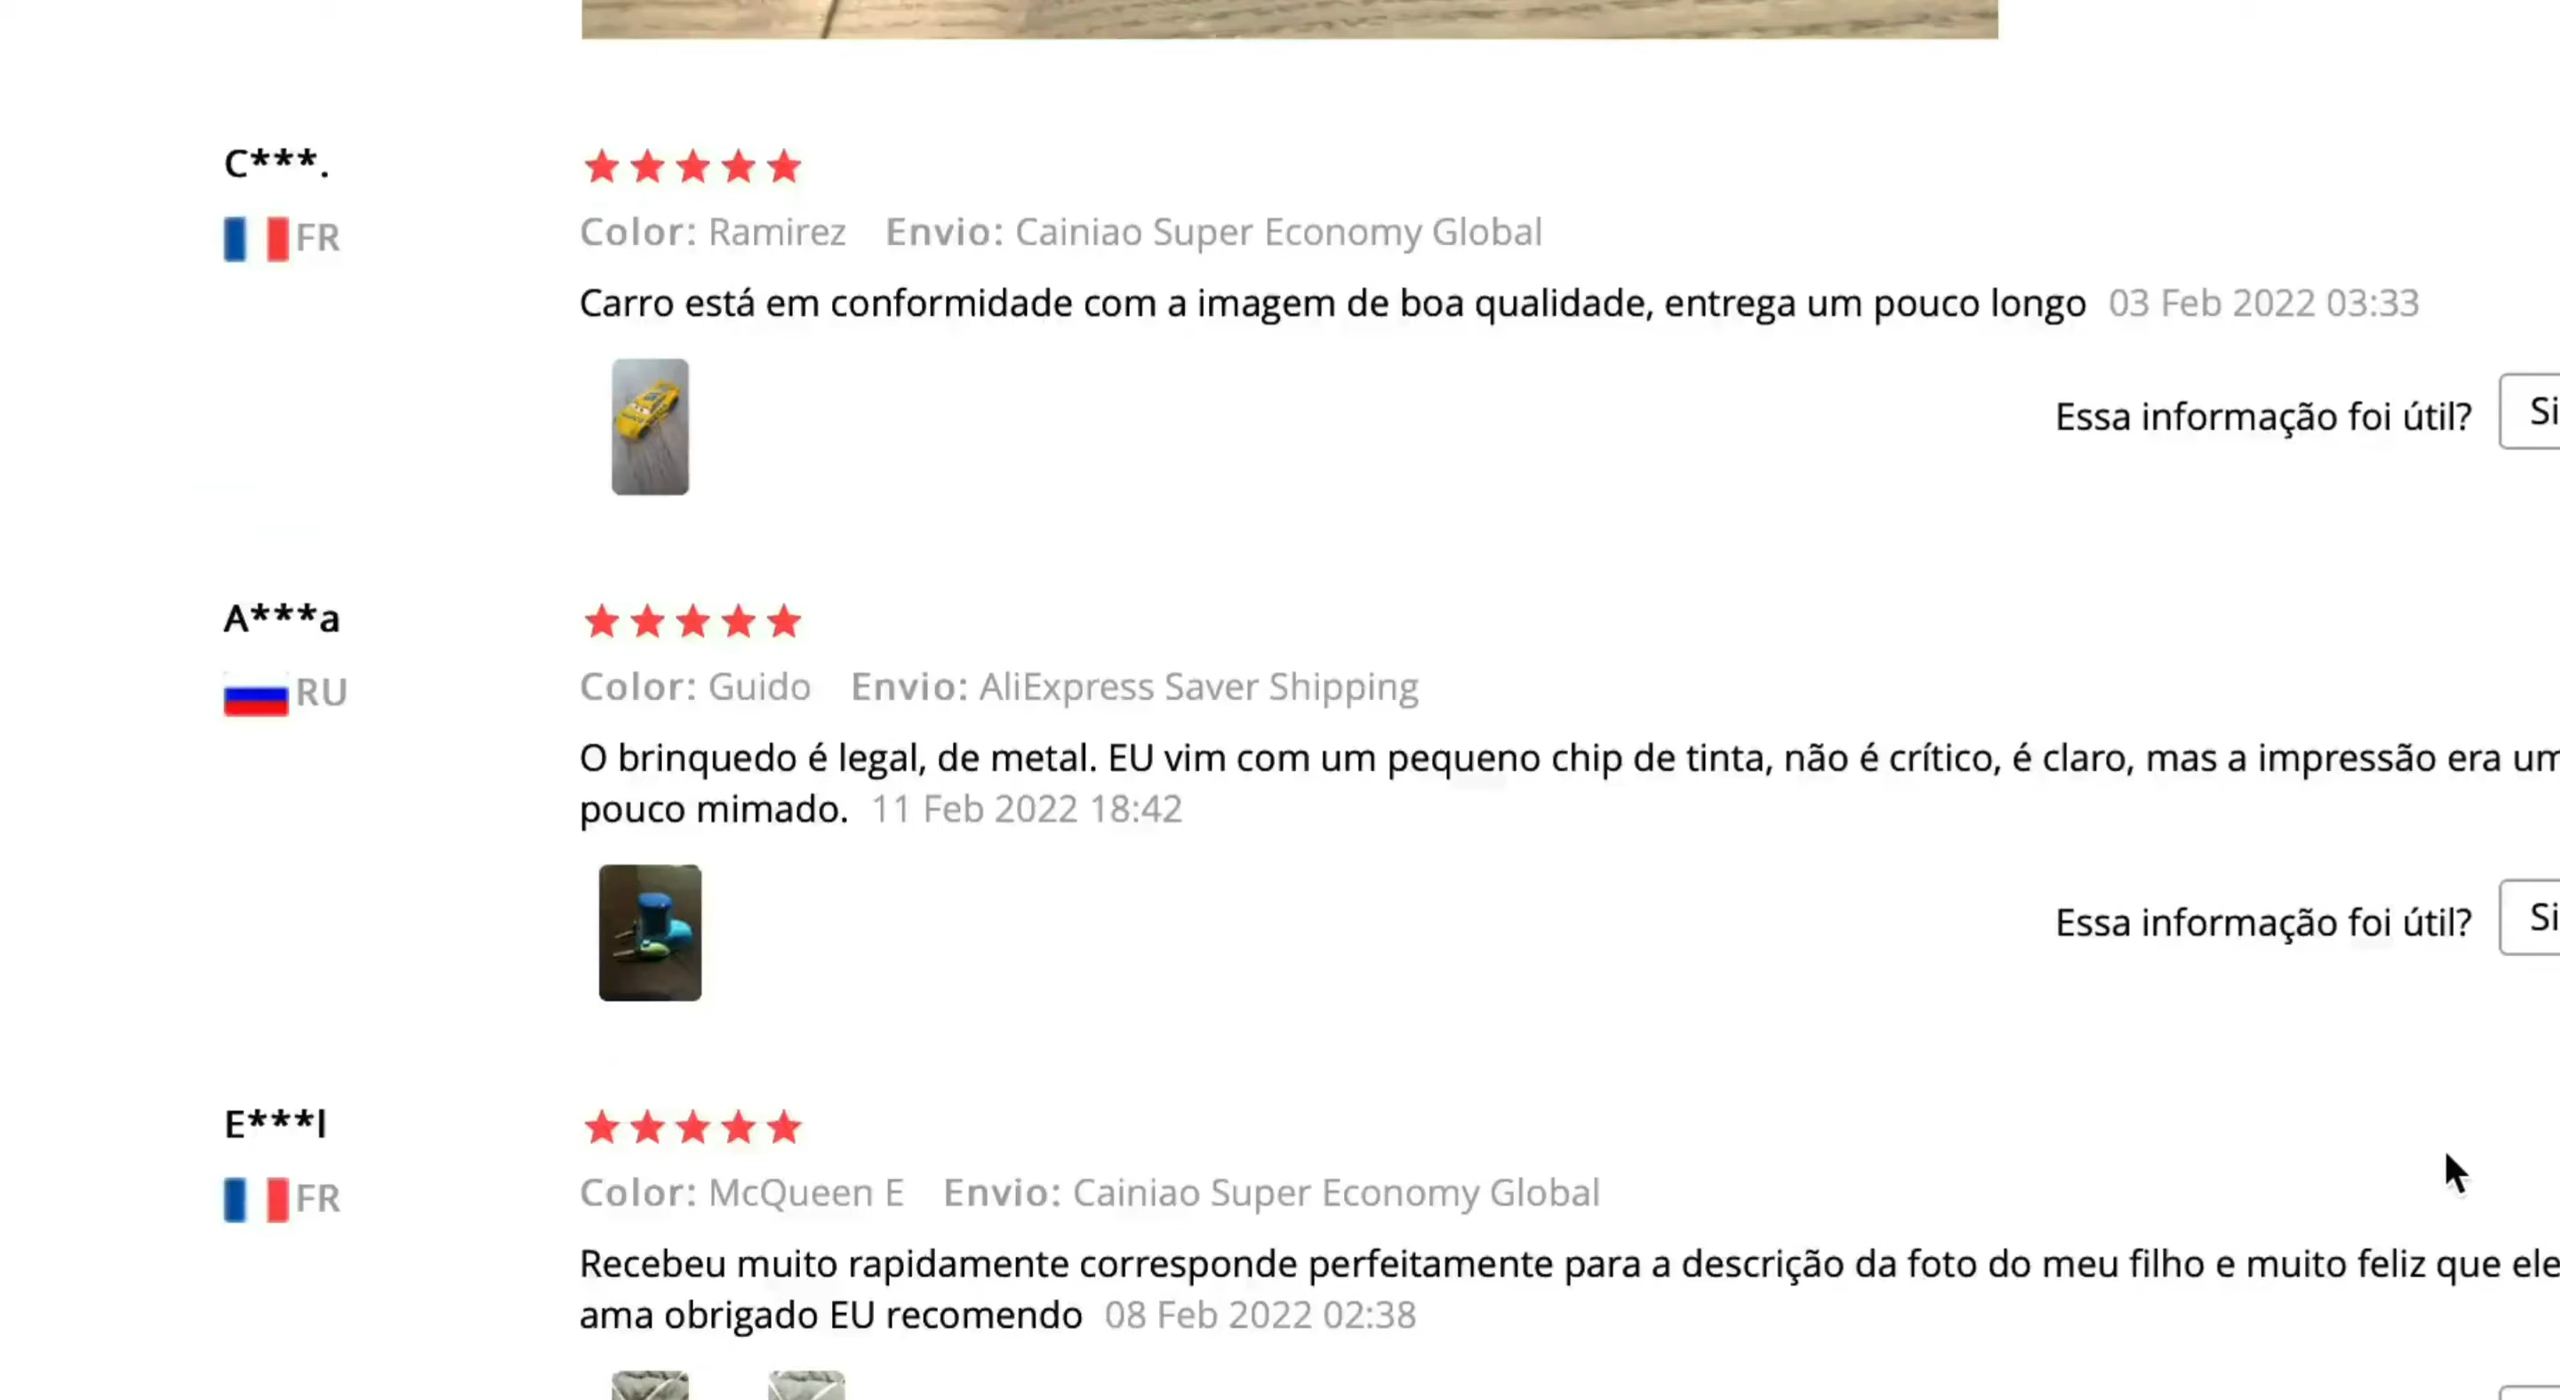 C***.
FR
Color: Ramirez Envio: Cainiao Super Economy Global
Carro está em conformidade com a imagem de boa qualidade, entrega um pouco longo 03 Feb 2022 03:33
Essa informação foi útil? Si
A***a
RU
Color: Guido Envio: AliExpress Saver Shipping
O brinquedo é legal, de metal. EU vim com um pequeno chip de tinta, não é crítico, é claro, mas a impressão era um
pouco mimado. 11 Feb 2022 18:42
Essa informação foi útil? Si
E***l
FR
Color: McQueen E Envio: Cainiao Super Economy Global
Recebeu muito rapidamente corresponde perfeitamente para a descrição da foto do meu filho e muito feliz que ele
ama obrigado EU recomendo 08 Feb 2022 02:38